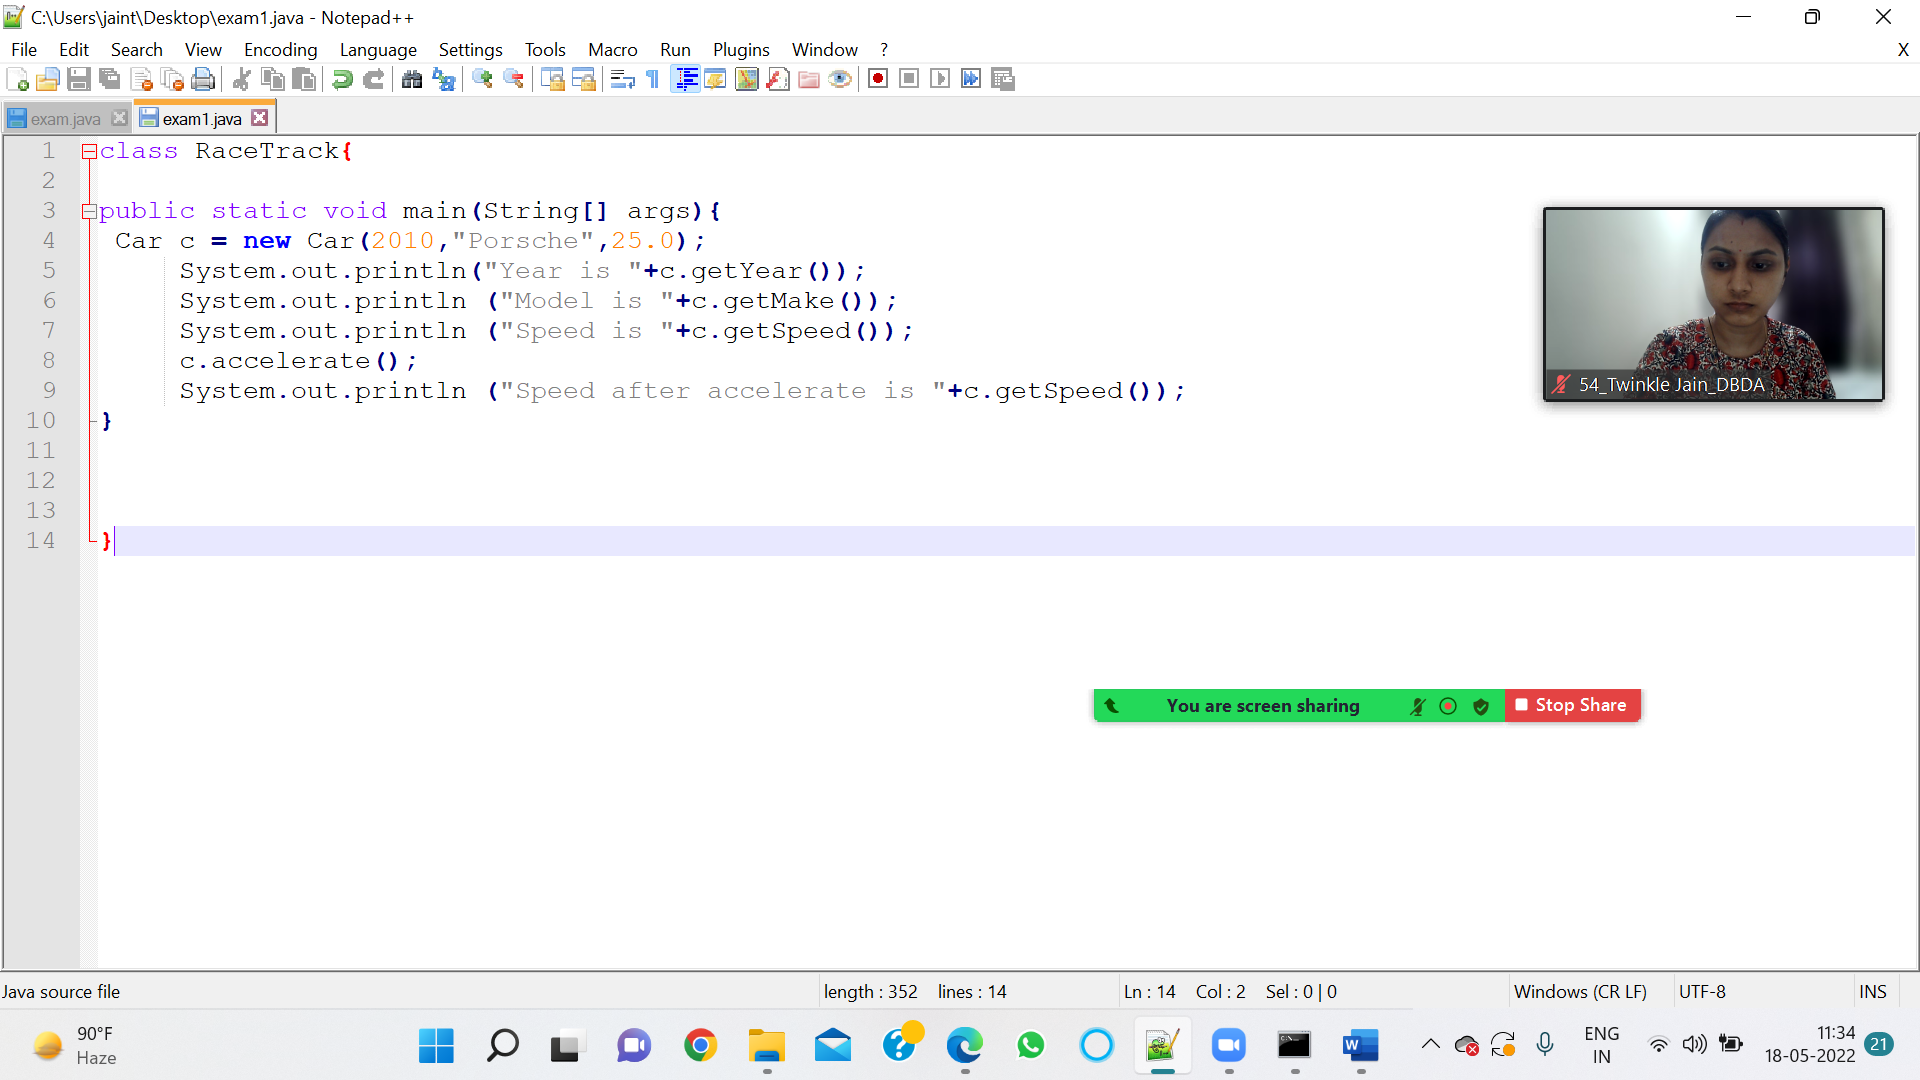 C:\Users\jaint\Desktop\exam1.java - Notepad++
File Edit Search View Encoding Language Settings Tools Macro Run Plugins Window ? X
exam.java exam1.java
1 class RaceTrack{
2
3 public static void main(String[] args){
4 Car c = new Car(2010,"Porsche",25.0);
5 System.out.println("Year is "+c.getYear());
6 System.out.println ("Model is "+c.getMake());
7 System.out.println ("Speed is "+c.getSpeed());
8 c.accelerate();
9 System.out.println ("Speed after accelerate is "+c.getSpeed());
10 }
11
12
13
14 }
54_Twinkle Jain_DBDA
You are screen sharing Stop Share
Java source file length : 352 lines : 14 Ln : 14 Col : 2 Sel : 0 | 0 Windows (CR LF) UTF-8 INS
90°F
Haze
ENG
IN
11:34
18-05-2022
21